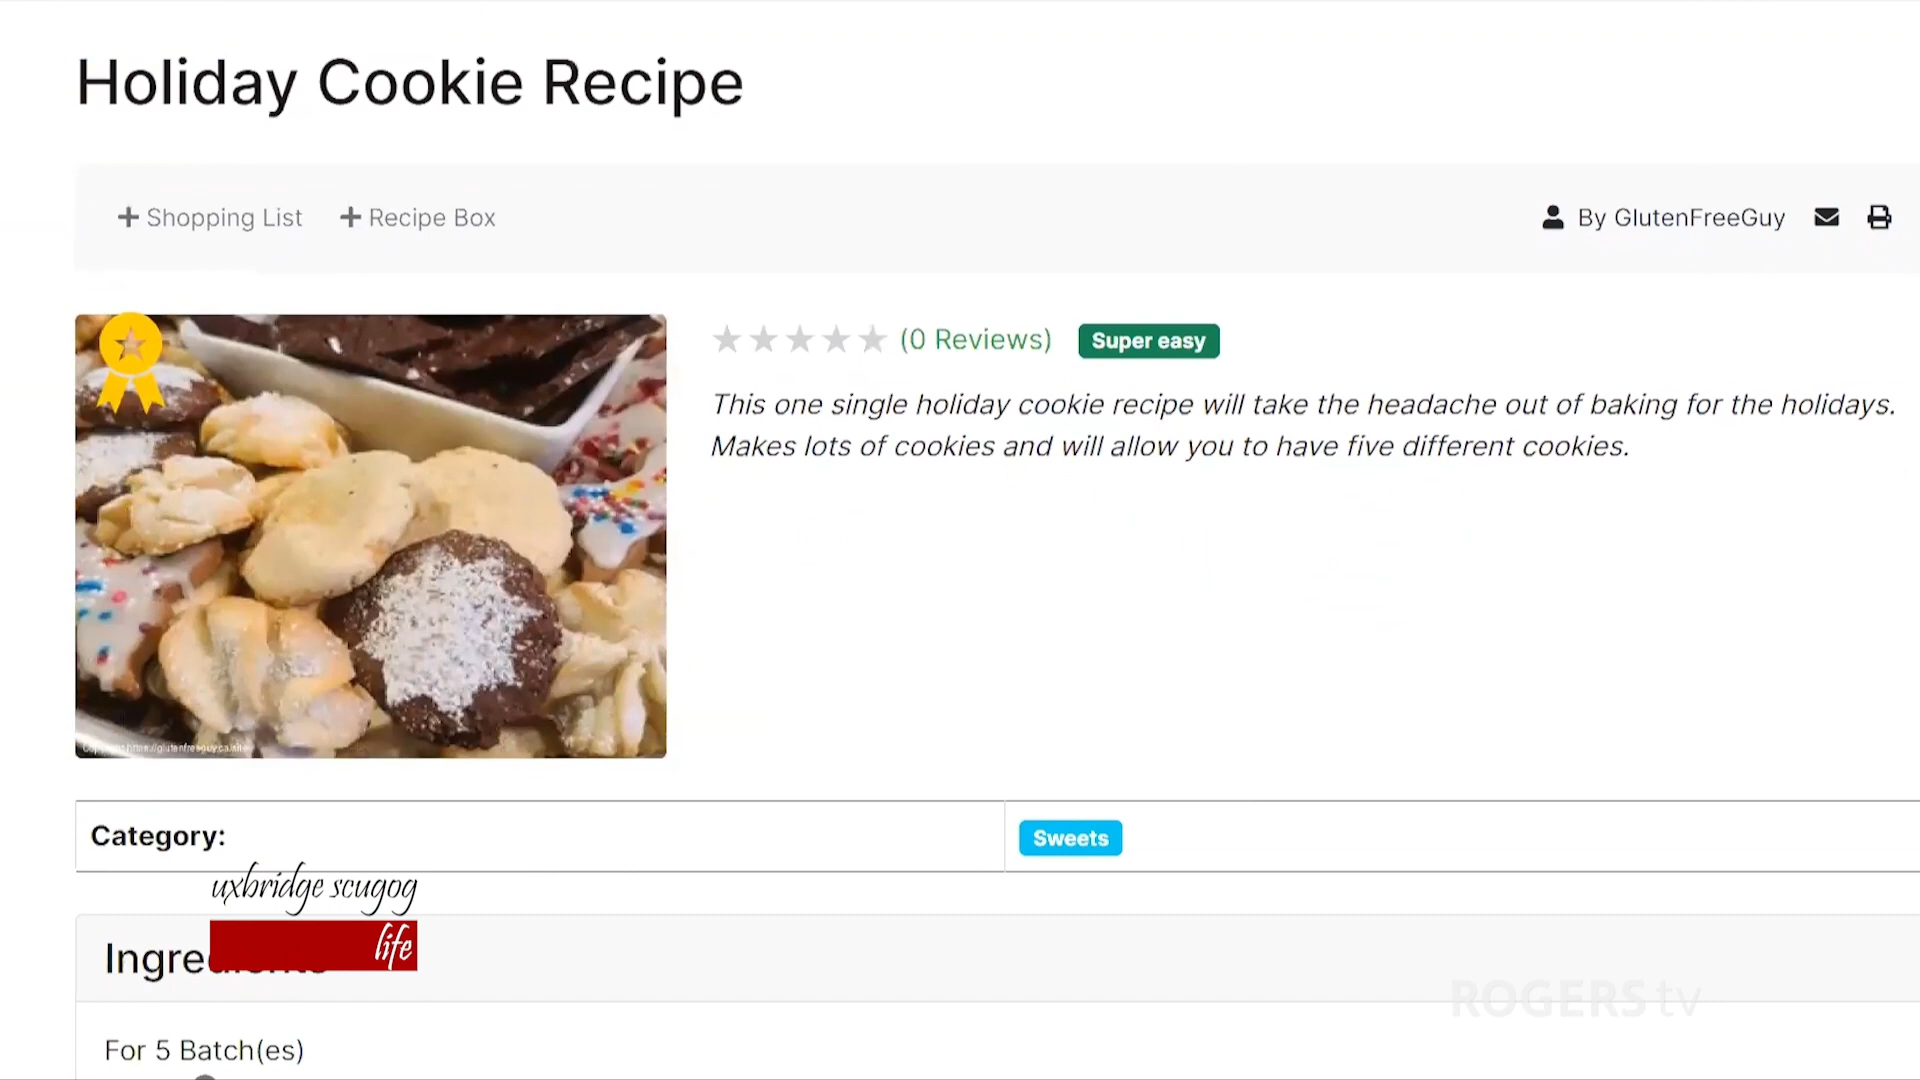 Holiday Cookie Recipe
+ Shopping List + Recipe Box
By GlutenFreeGuy
(0 Reviews) Super easy
This one single holiday cookie recipe will take the headache out of baking for the holidays.
Makes lots of cookies and will allow you to have five different cookies.
Category: Sweets
uxbridge scugog
life
Ingredients
ROGERS tv
For 5 Batch(es)